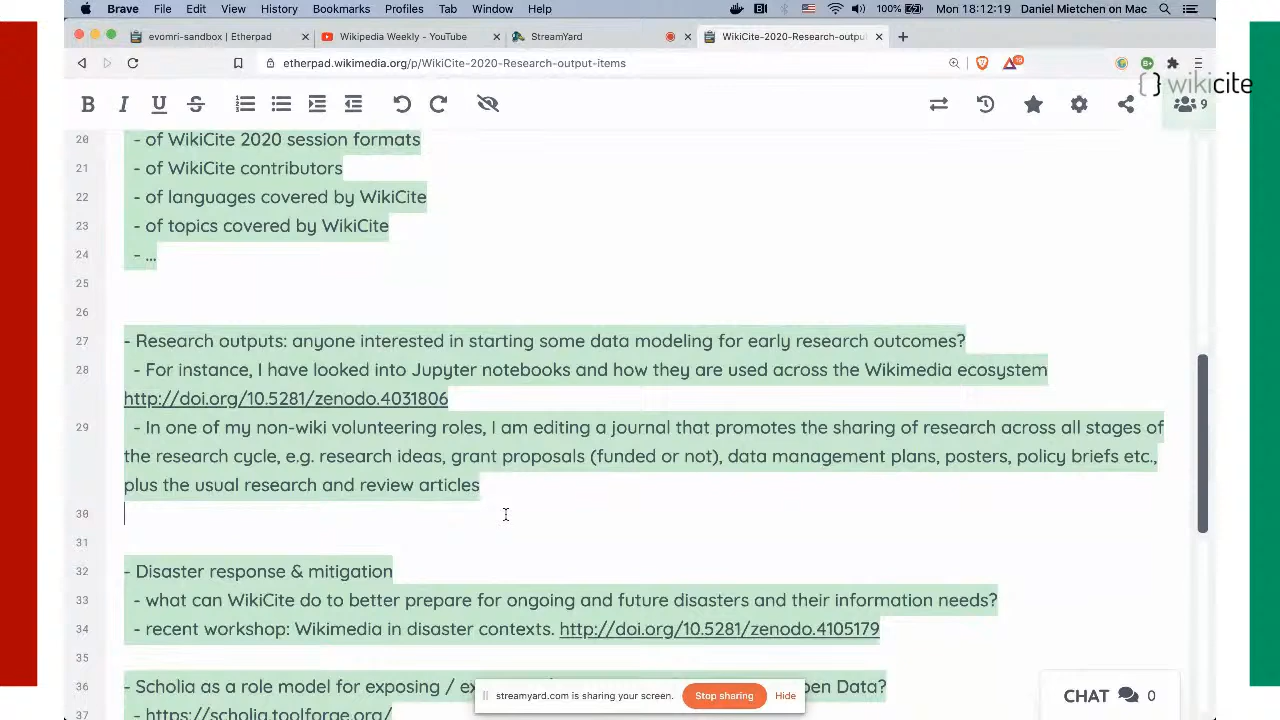 Brave File Edit View History Bookmarks Profiles Tab Window Help 100% Mon 18:12:19 Daniel Mietchen on Mac
evomri-sandbox | Etherpad Wikipedia Weekly - YouTube StreamYard WikiCite-2020-Research-outpu
etherpad.wikimedia.org/p/WikiCite-2020-Research-output-items
{ } wikicite
B I U S 9
20 - of WikiCite 2020 session formats
21 - of WikiCite contributors
22 - of languages covered by WikiCite
23 - of topics covered by WikiCite
24 - ...
25
26
27 - Research outputs: anyone interested in starting some data modeling for early research outcomes?
28 - For instance, I have looked into Jupyter notebooks and how they are used across the Wikimedia ecosystem
http://doi.org/10.5281/zenodo.4031806
29 - In one of my non-wiki volunteering roles, I am editing a journal that promotes the sharing of research across all stages of
the research cycle, e.g. research ideas, grant proposals (funded or not), data management plans, posters, policy briefs etc.,
plus the usual research and review articles
30
31
32 - Disaster response & mitigation
33 - what can WikiCite do to better prepare for ongoing and future disasters and their information needs?
34 - recent workshop: Wikimedia in disaster contexts. http://doi.org/10.5281/zenodo.4105179
35
36 - Scholia as a role model for exposing / ex pen Data?
streamyard.com is sharing your screen. Stop sharing Hide
CHAT 0
37 - https://scholia.toolforge.org/